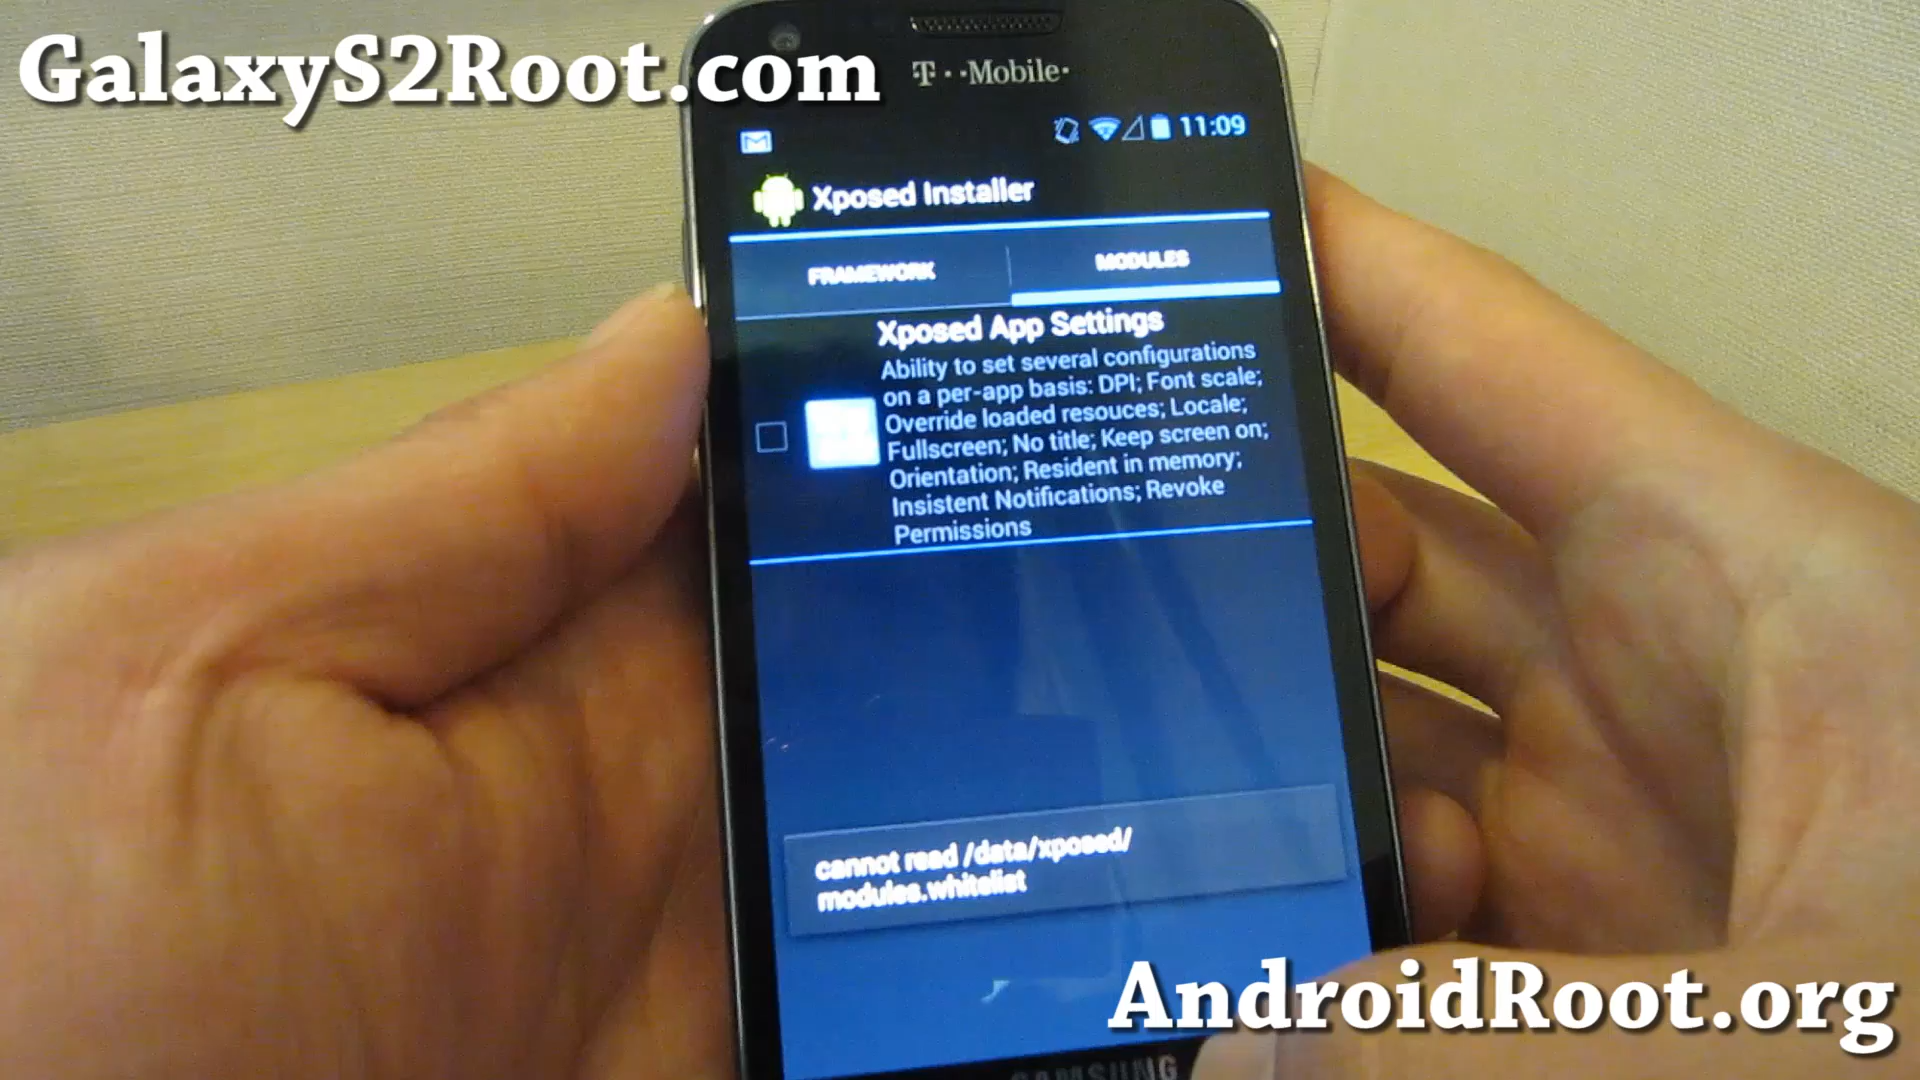 GalaxyS2Root.com
T··Mobile·
11:09
Xposed Installer
FRAMEWORK
MODULES
Xposed App Settings
Ability to set several configurations
on a per-app basis: DPI; Font scale;
Override loaded resouces; Locale;
Fullscreen; No title; Keep screen on;
Orientation; Resident in memory;
Insistent Notifications; Revoke
Permissions
cannot read /data/xposed/
modules.whitelist
AndroidRoot.org
SAMSUNG